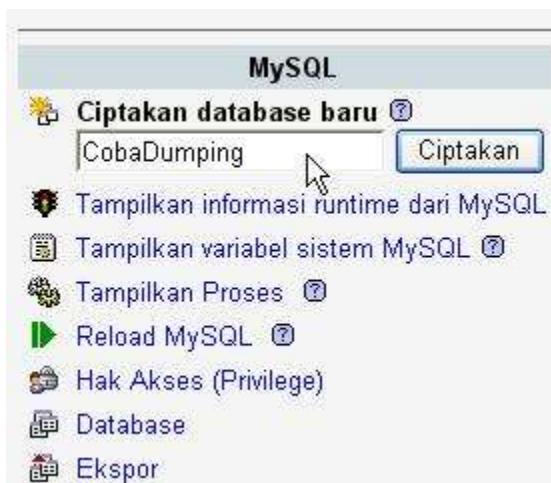 MySQL
Ciptakan database baru
CobaDumping Ciptakan
Tampilkan informasi runtime dari MySQL
Tampilkan variabel sistem MySQL
Tampilkan Proses
Reload MySQL
Hak Akses (Privilege)
Database
Ekspor